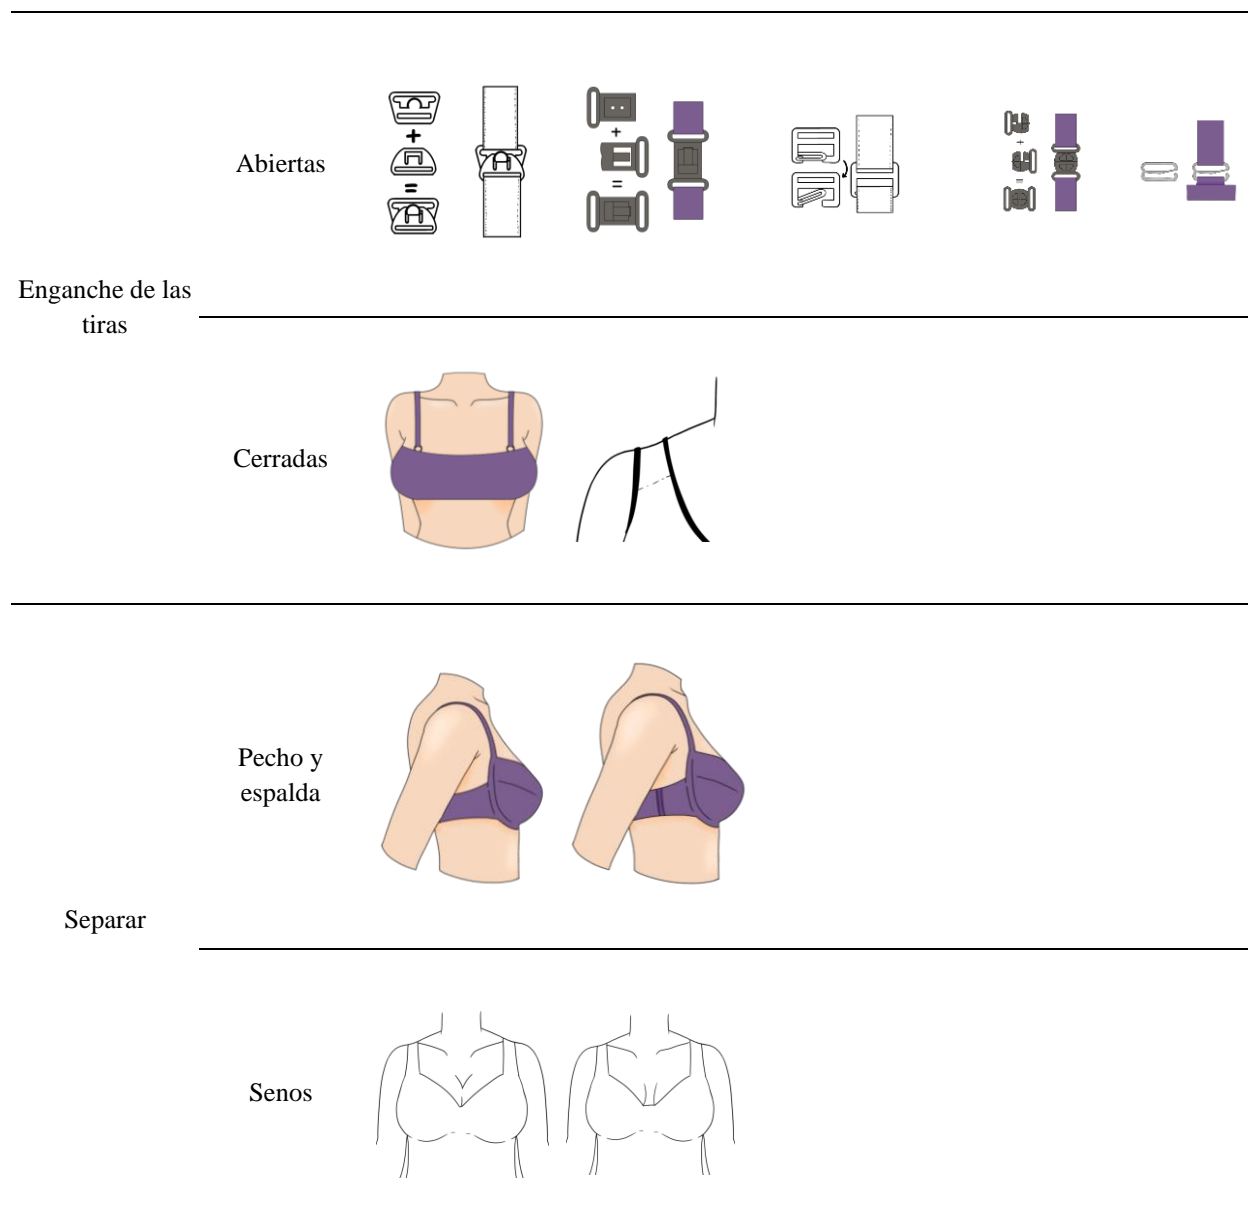 Abiertas
Enganche de las
tiras
Cerradas
Pecho y
espalda
Separar
Senos